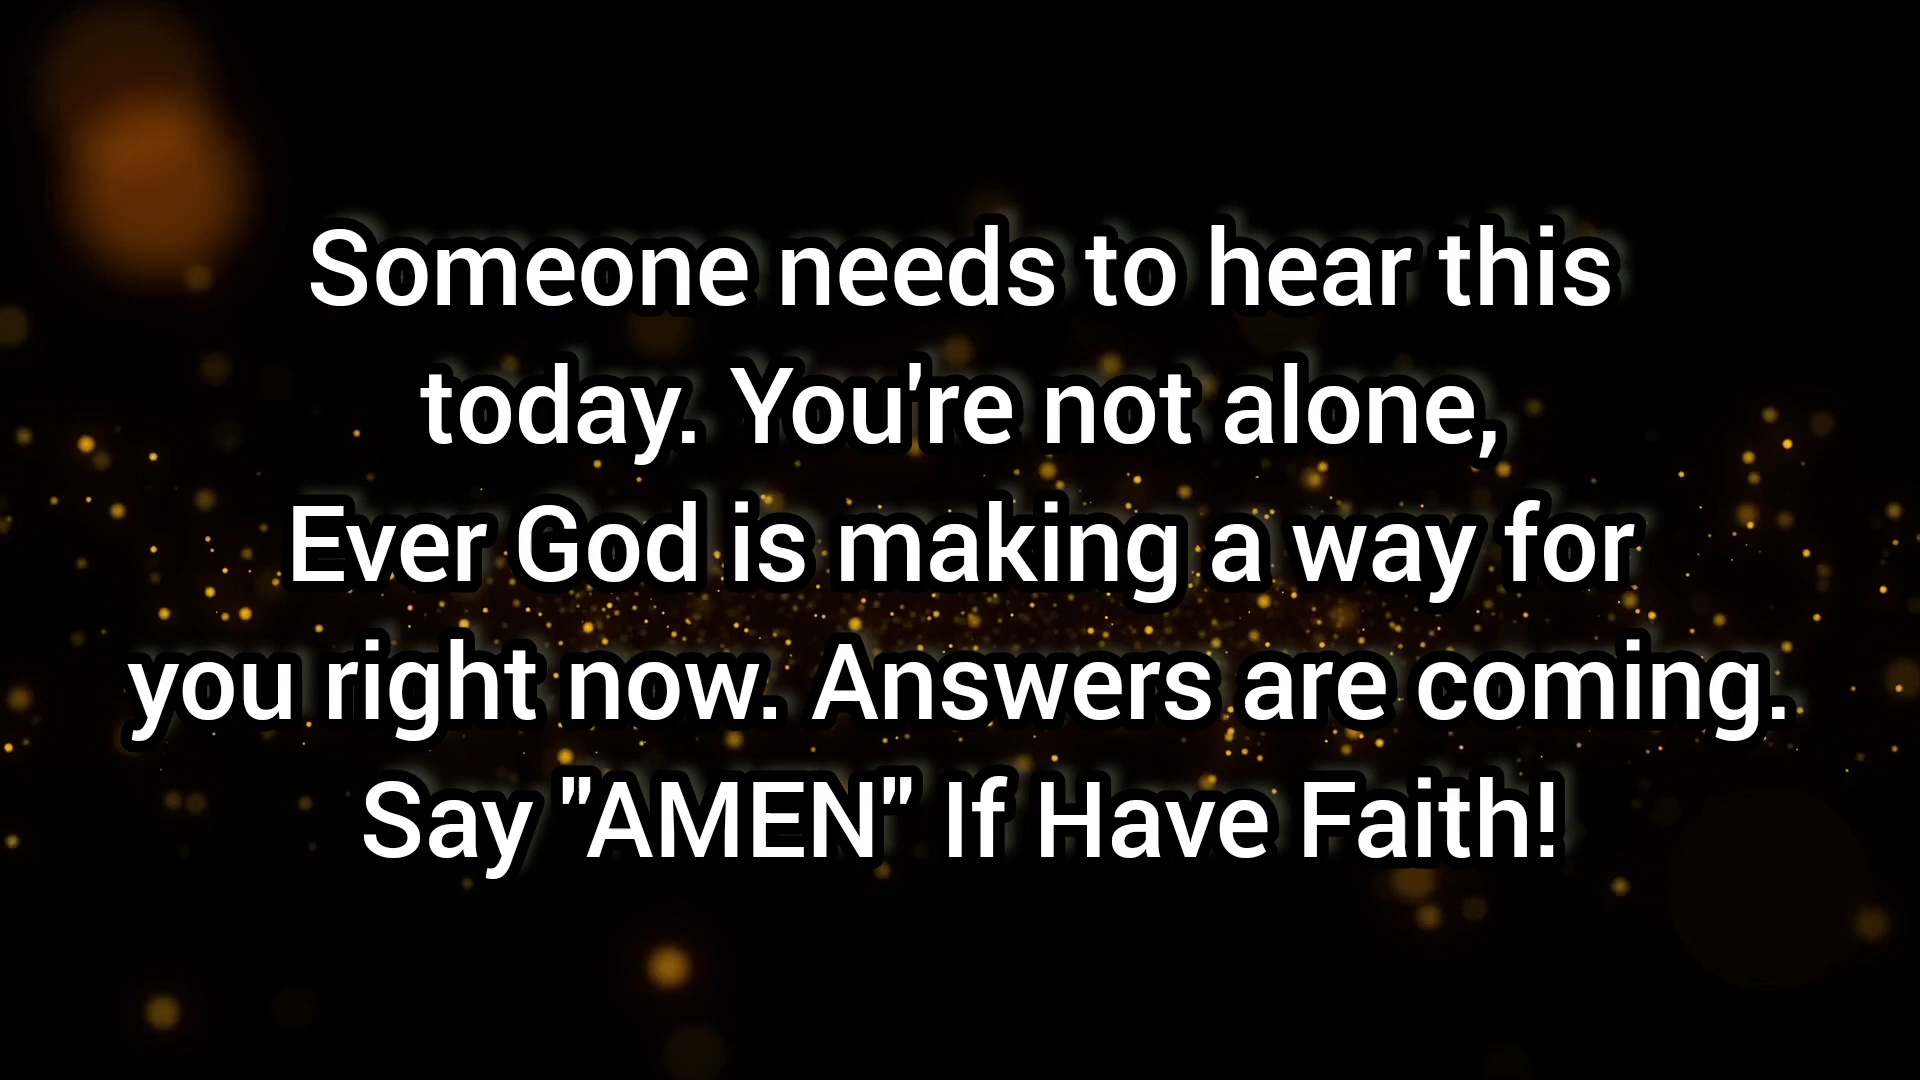 Someone needs to hear this
today. You're not alone,
Ever God is making a way for
you right now. Answers are coming.
Say "AMEN" If Have Faith!